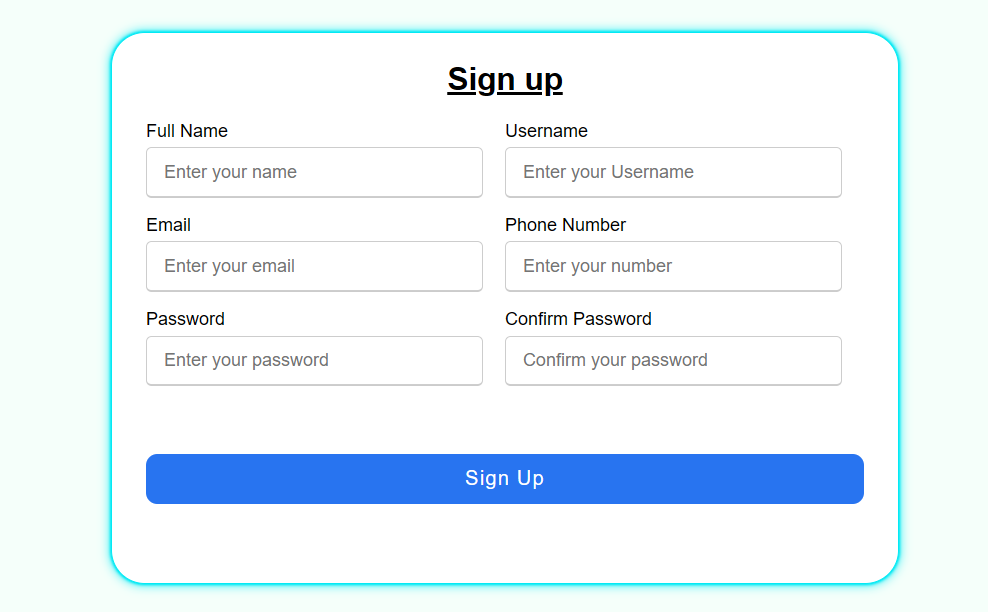 Sign up
Full Name Username
Enter your name Enter your Username
Email Phone Number
Enter your email Enter your number
Password Confirm Password
Enter your password Confirm your password
Sign Up